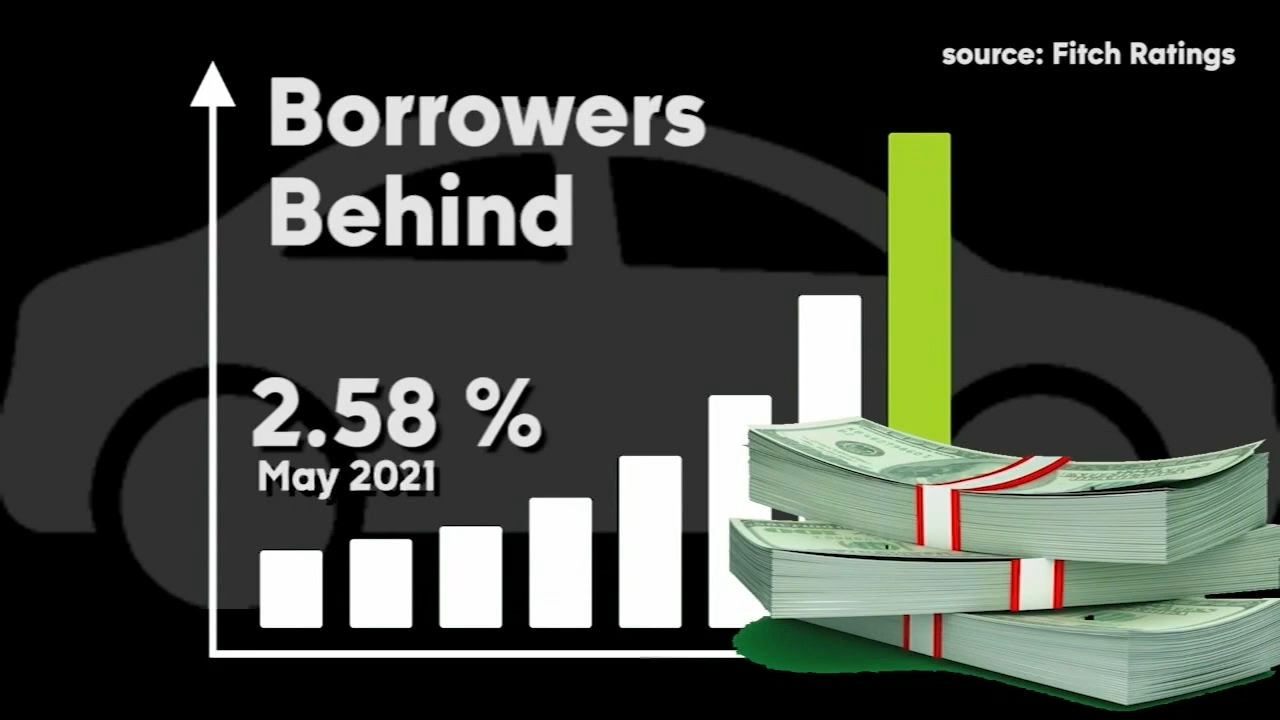 source: Fitch Ratings
Borrowers
Behind
2.58 %
May 2021